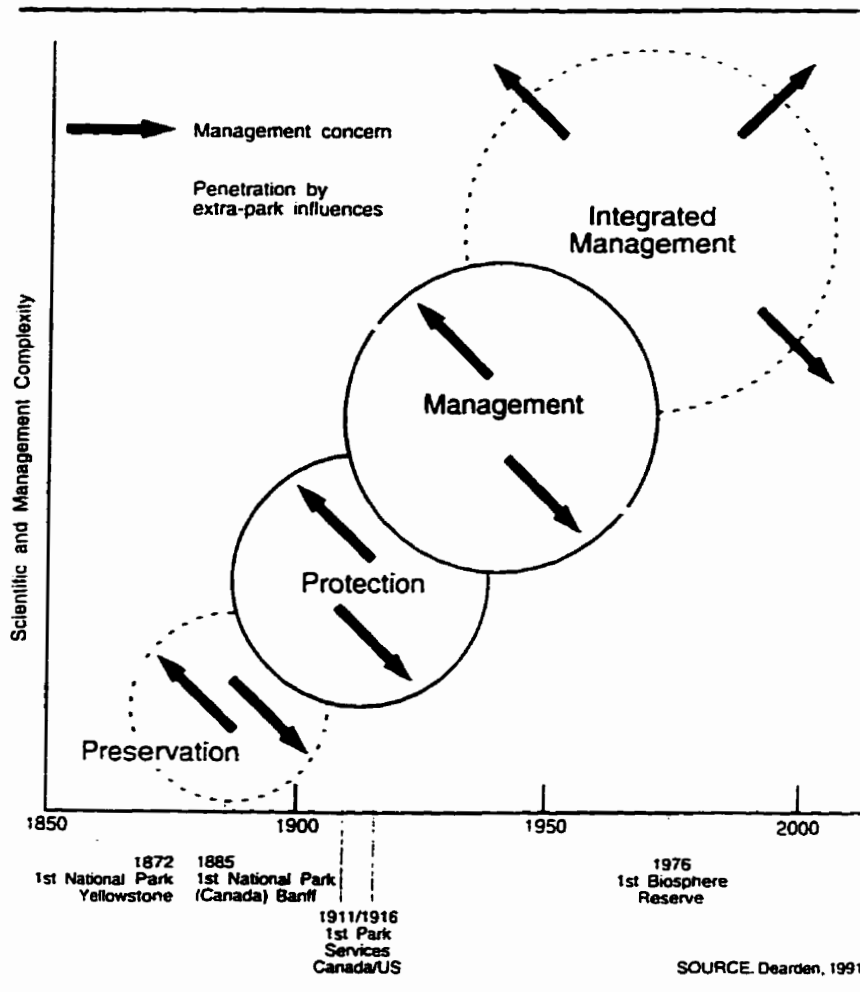 Management concern
Penetration by
extra-park influences
Integrated
Management
Management
Protection
Preservation
Scientific and Management Complexity
1850
1900
1950
2000
1872
1st National Park
Yellowstone
1885
1st National Park
(Canada) Banff
1911/1916
1st Park
Services
Canada/US
1976
1st Biosphere
Reserve
SOURCE. Dearden, 1991